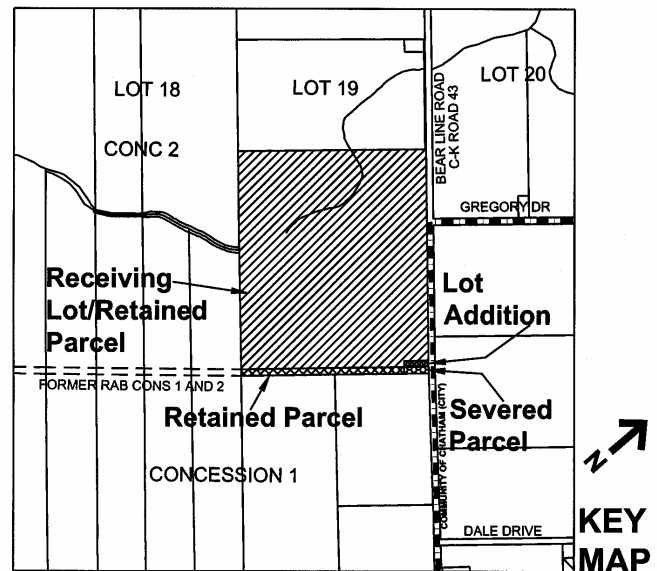 LOT 18
LOT 19
LOT 20
CONC 2
BEAR LINE ROAD
C-K ROAD 43
GREGORY DR
Receiving
Lot/Retained
Parcel
Lot
Addition
FORMER RAB CONS 1 AND 2
Retained Parcel
Severed
Parcel
COMMUNITY OF CHATHAM (CITY)
CONCESSION 1
N
DALE DRIVE
KEY
MAP